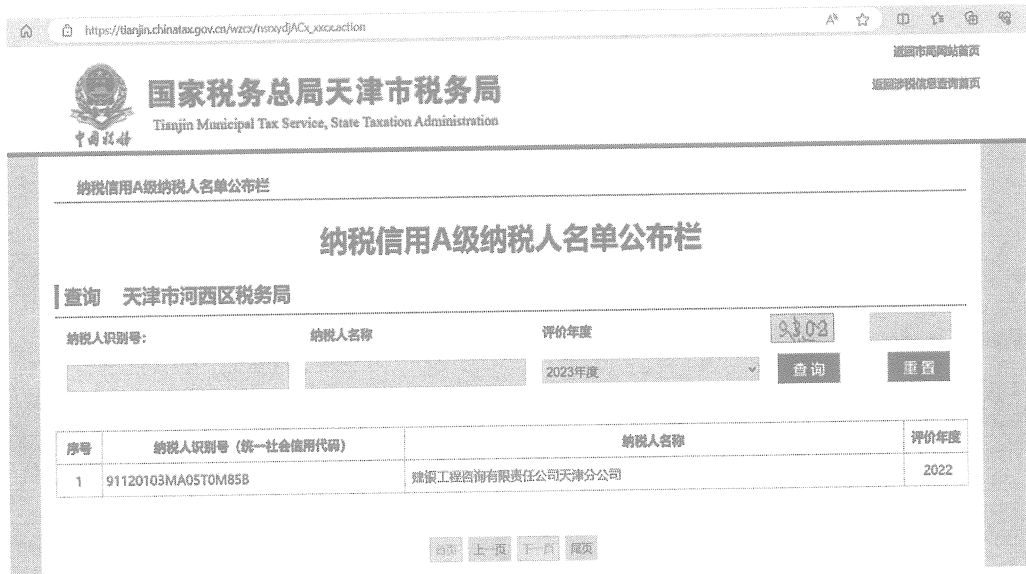 https://tianjin.chinatax.gov.cn/wzcx/nsrxydjACx_xxcx.action
返回市局网站首页
国家税务总局天津市税务局
返回涉税信息查询首页
Tianjin Municipal Tax Service, State Taxation Administration
中国税务
纳税信用A级纳税人名单公布栏
纳税信用A级纳税人名单公布栏
查询 天津市河西区税务局
纳税人识别号: 纳税人名称 评价年度 9302
2023年度 查询 重置
序号 纳税人识别号（统一社会信用代码） 纳税人名称 评价年度
1 91120103MA05T0M85B 建银工程咨询有限责任公司天津分公司 2022
首页 上一页 下一页 尾页